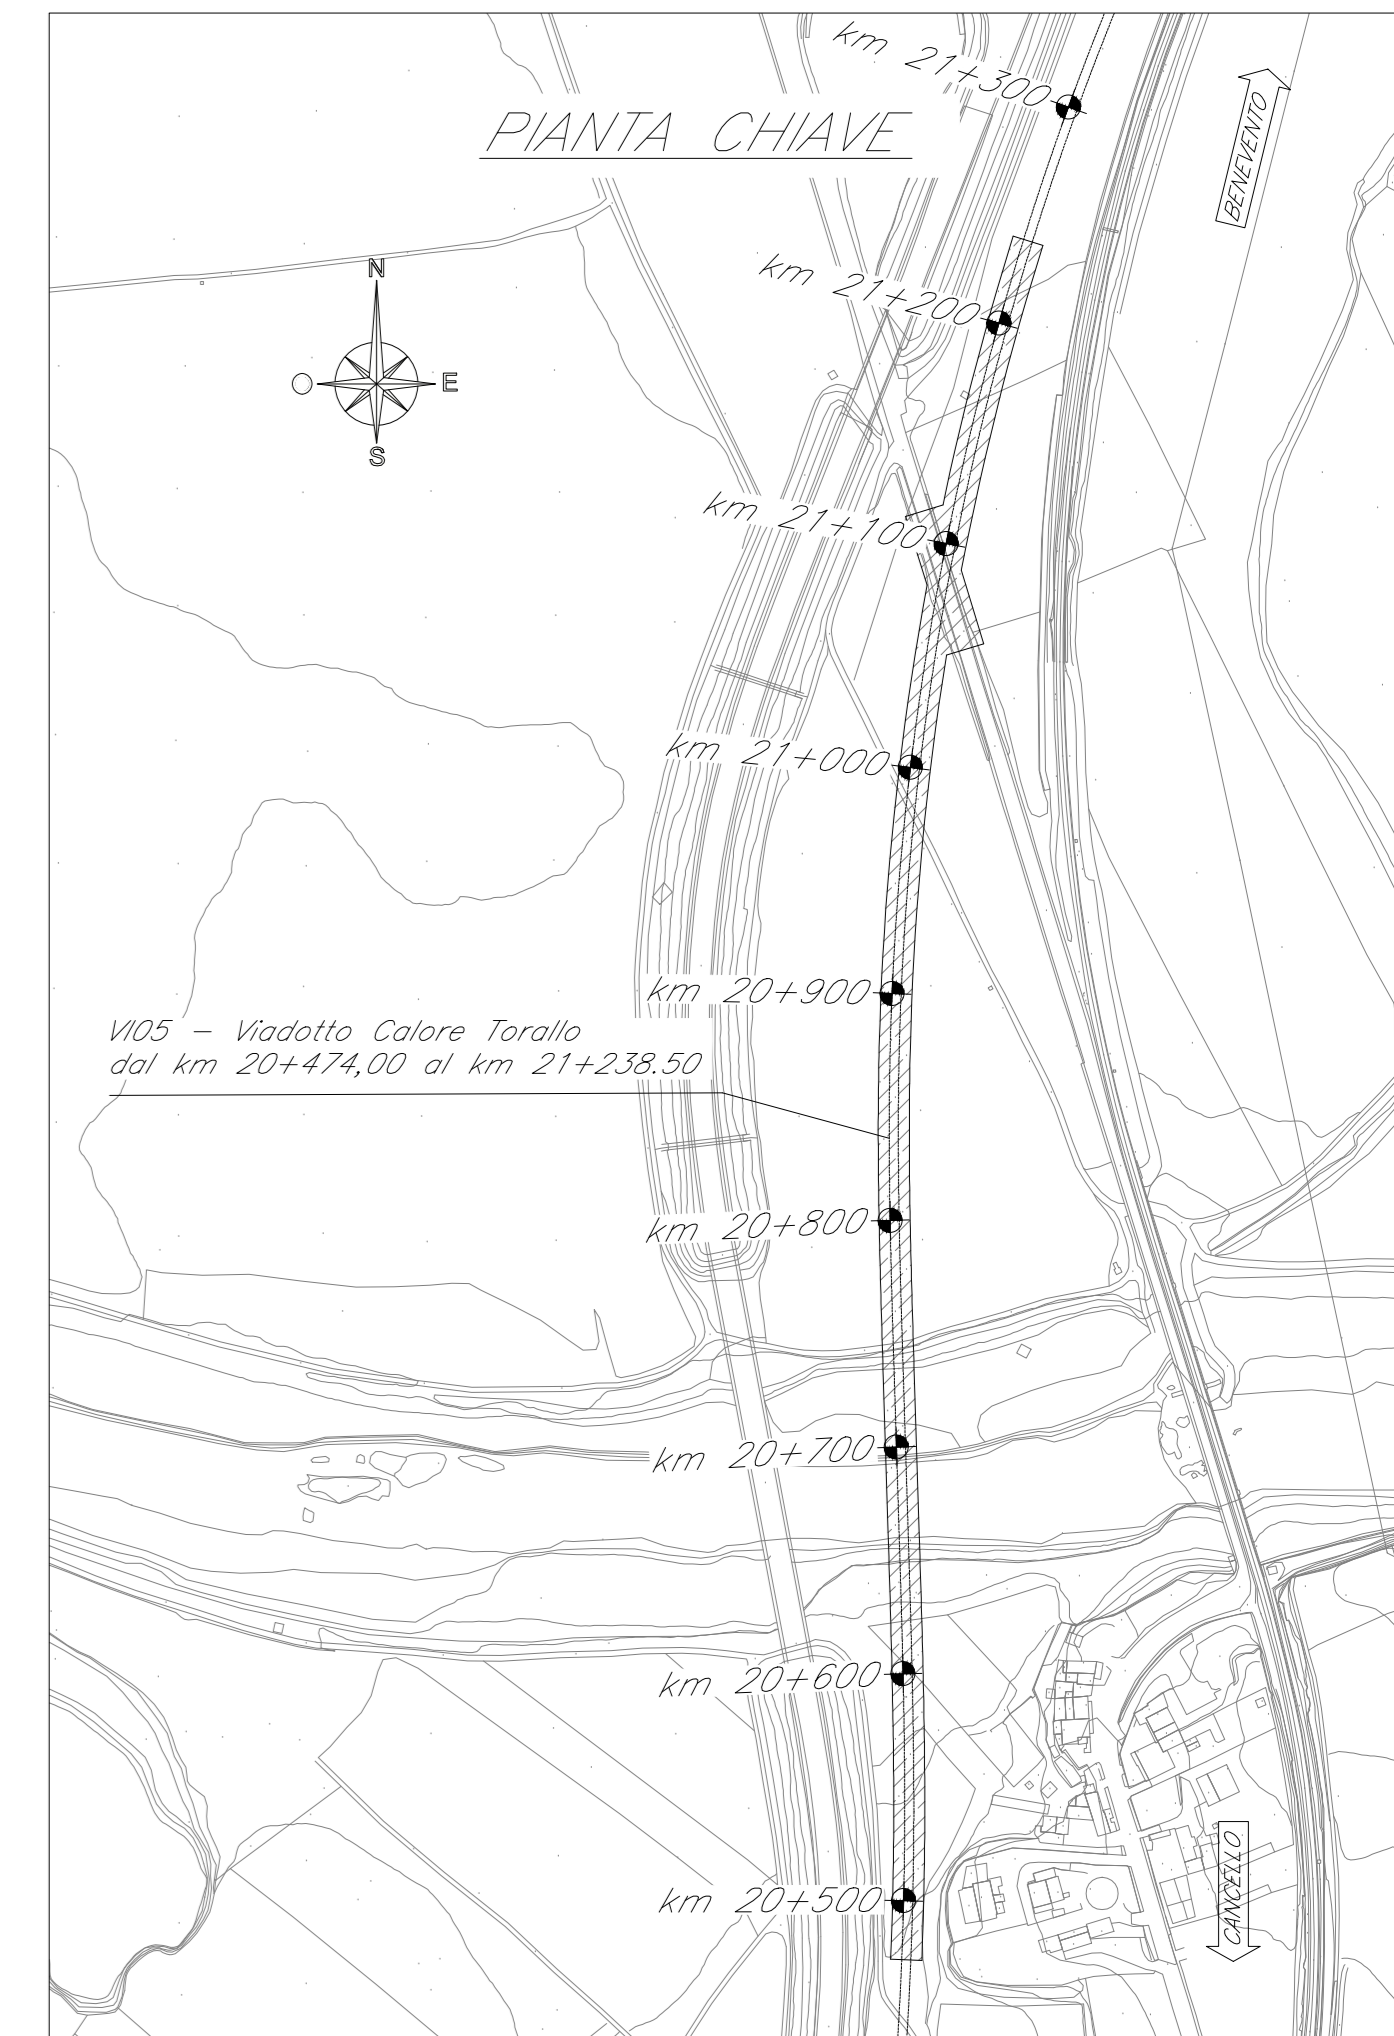 km 21+300
BENEVENTO
PIANTA CHIAVE
N
km 21+200
E
S
km 21+100
km 21+000
km 20+900
VI05 - Viadotto Calore Torallo
dal km 20+474,00 al km 21+238.50
km 20+800
km 20+700
km 20+600
km 20+500
CANCELLO